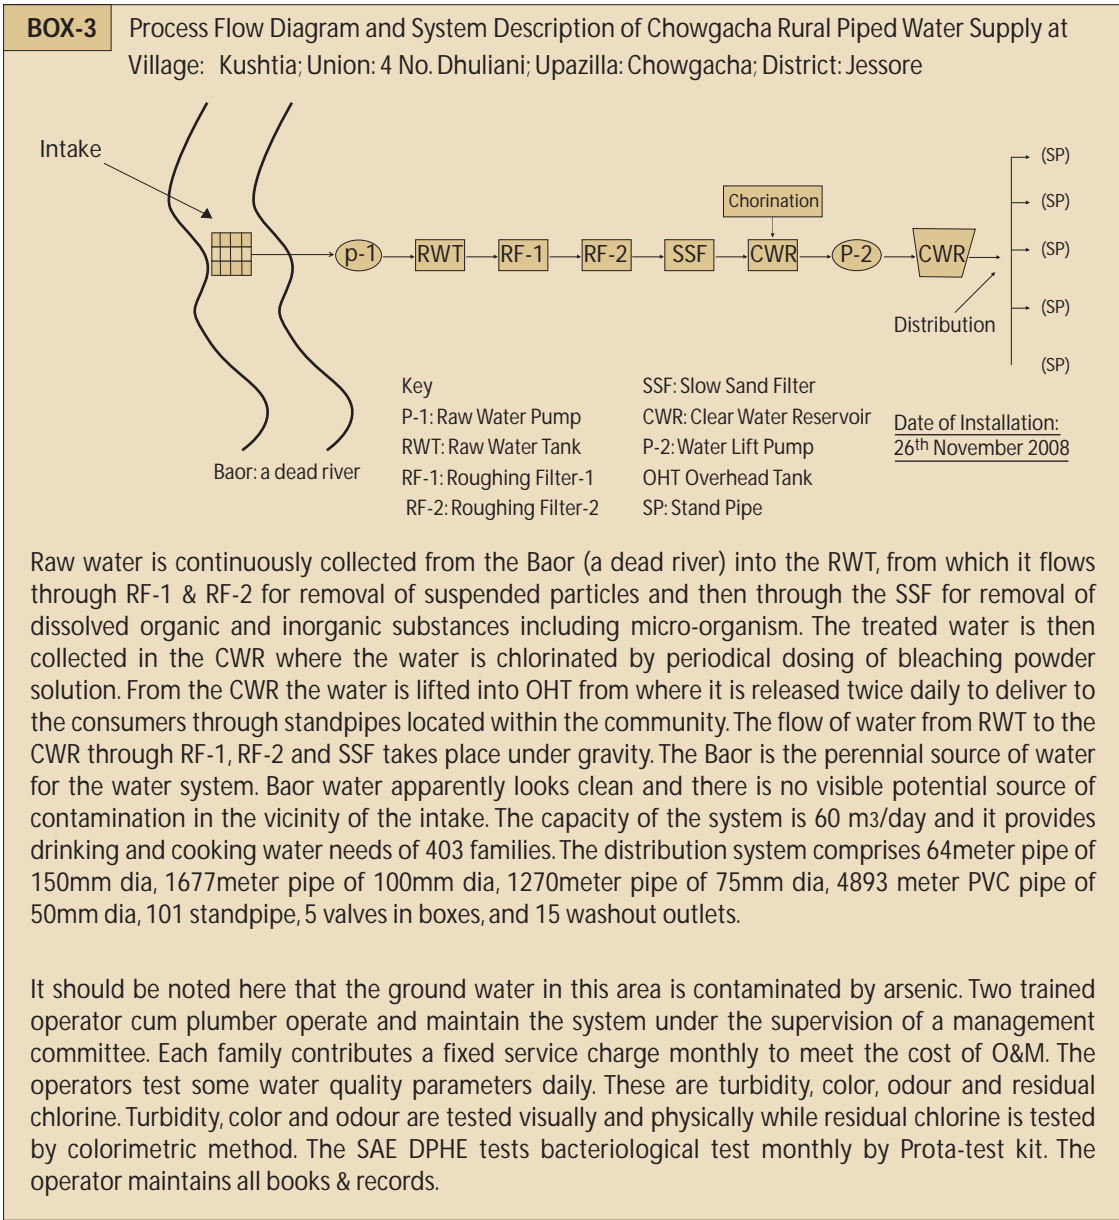 BOX-3 Process Flow Diagram and System Description of Chowgacha Rural Piped Water Supply at
Village: Kushtia; Union: 4 No. Dhuliani; Upazilla: Chowgacha; District: Jessore
Intake
(SP)
(SP)
Chorination
(SP)
p-1 RWT RF-1 RF-2 SSF CWR P-2 CWR
(SP)
Distribution
(SP)
Key
P-1: Raw Water Pump
RWT: Raw Water Tank
RF-1: Roughing Filter-1
RF-2: Roughing Filter-2
SSF: Slow Sand Filter
CWR: Clear Water Reservoir
P-2: Water Lift Pump
OHT Overhead Tank
SP: Stand Pipe
Date of Installation:
26th November 2008
Baor: a dead river
Raw water is continuously collected from the Baor (a dead river) into the RWT, from which it flows
through RF-1 & RF-2 for removal of suspended particles and then through the SSF for removal of
dissolved organic and inorganic substances including micro-organism. The treated water is then
collected in the CWR where the water is chlorinated by periodical dosing of bleaching powder
solution. From the CWR the water is lifted into OHT from where it is released twice daily to deliver to
the consumers through standpipes located within the community. The flow of water from RWT to the
CWR through RF-1, RF-2 and SSF takes place under gravity. The Baor is the perennial source of water
for the water system. Baor water apparently looks clean and there is no visible potential source of
contamination in the vicinity of the intake. The capacity of the system is 60 m3/day and it provides
drinking and cooking water needs of 403 families. The distribution system comprises 64meter pipe of
150mm dia, 1677meter pipe of 100mm dia, 1270meter pipe of 75mm dia, 4893 meter PVC pipe of
50mm dia, 101 standpipe, 5 valves in boxes, and 15 washout outlets.
It should be noted here that the ground water in this area is contaminated by arsenic. Two trained
operator cum plumber operate and maintain the system under the supervision of a management
committee. Each family contributes a fixed service charge monthly to meet the cost of O&M. The
operators test some water quality parameters daily. These are turbidity, color, odour and residual
chlorine. Turbidity, color and odour are tested visually and physically while residual chlorine is tested
by colorimetric method. The SAE DPHE tests bacteriological test monthly by Prota-test kit. The
operator maintains all books & records.